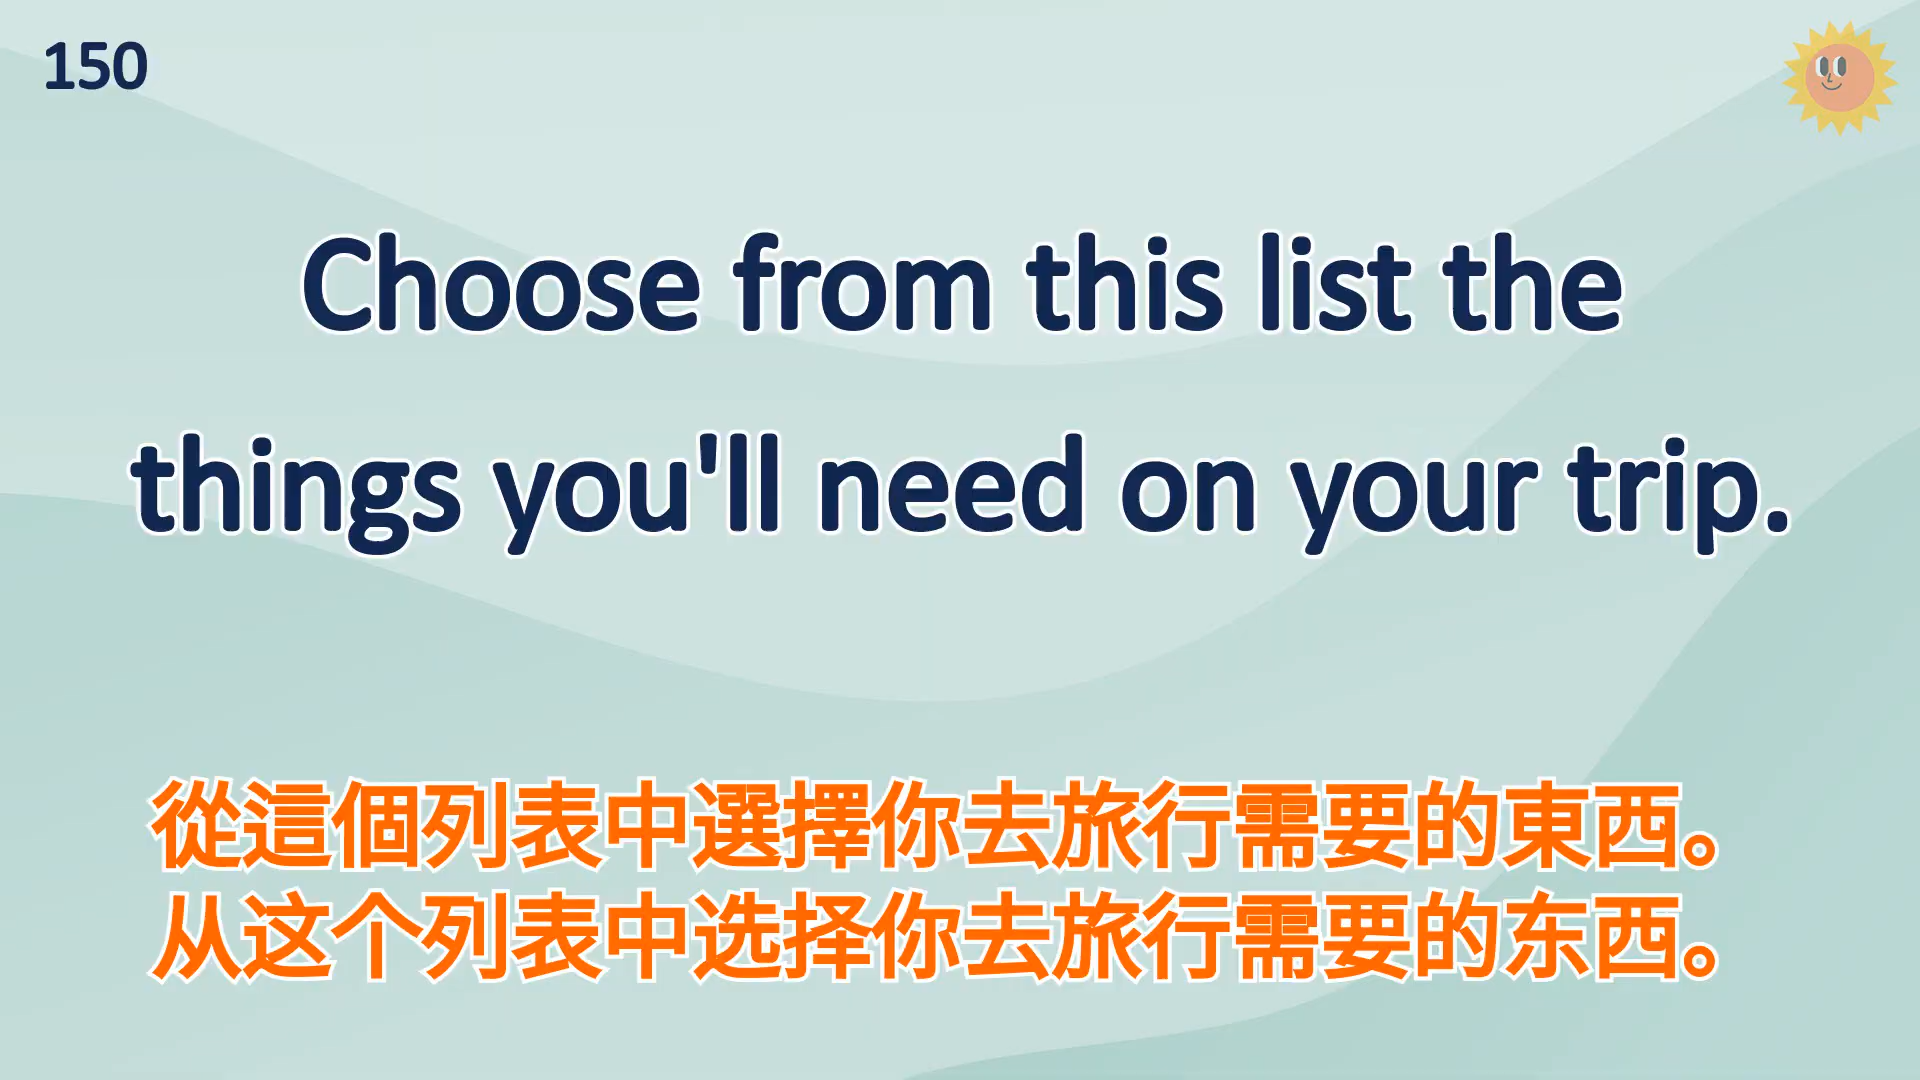 150
Choose from this list the
things you'll need on your trip.
從這個列表中選擇你去旅行需要的東西。
从这个列表中选择你去旅行需要的东西。